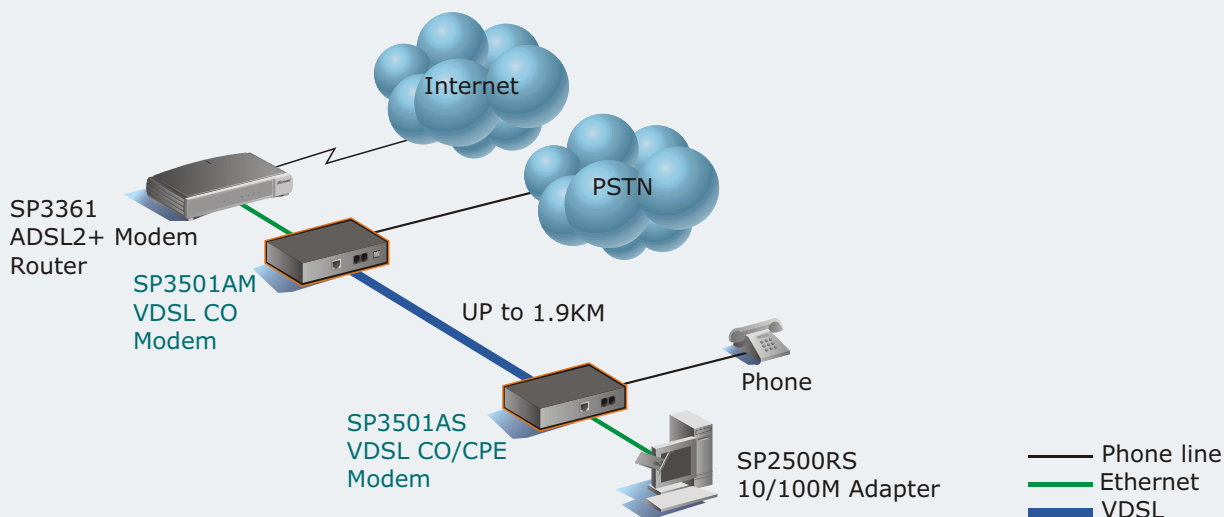 Internet
PSTN
SP3361
ADSL2+ Modem
Router
SP3501AM
VDSL CO
Modem
UP to 1.9KM
Phone
SP3501AS
VDSL CO/CPE
Modem
SP2500RS
10/100M Adapter
Phone line
Ethernet
VDSL